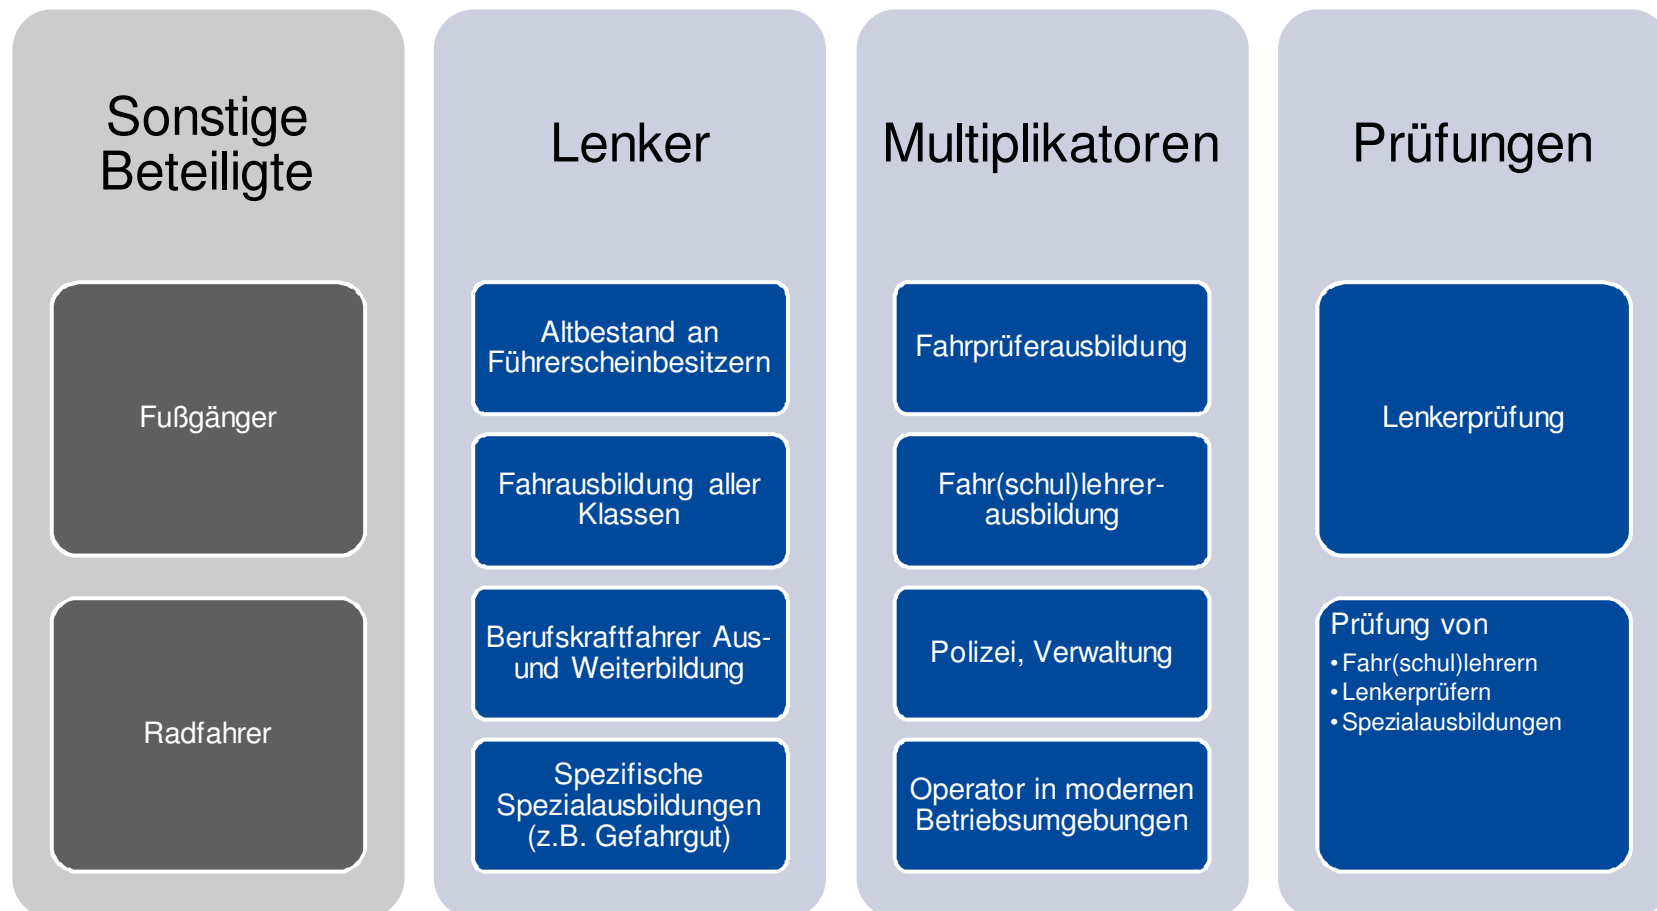 Sonstige
Beteiligte
Fußgänger
Radfahrer
Lenker
Altbestand an
Führerscheinbesitzern
Fahrausbildung aller
Klassen
Berufskraftfahrer Aus-
und Weiterbildung
Spezifische
Spezialausbildungen
(z.B. Gefahrgut)
Multiplikatoren
Fahrprüferausbildung
Fahr(schul)lehrer-
ausbildung
Polizei, Verwaltung
Operator in modernen
Betriebsumgebungen
Prüfungen
Lenkerprüfung
Prüfung von
• Fahr(schul)lehrern
• Lenkerprüfern
• Spezialausbildungen